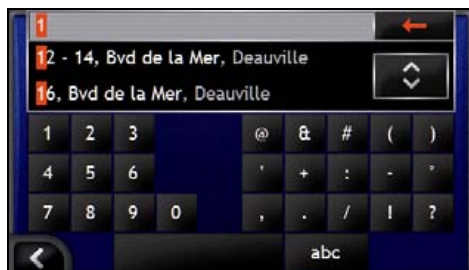 1
12 - 14, Bvd de la Mer, Deauville
16, Bvd de la Mer, Deauville
1 2 3 @ & # ( )
4 5 6 ' + : - °
7 8 9 0 , . / ! ?
abc